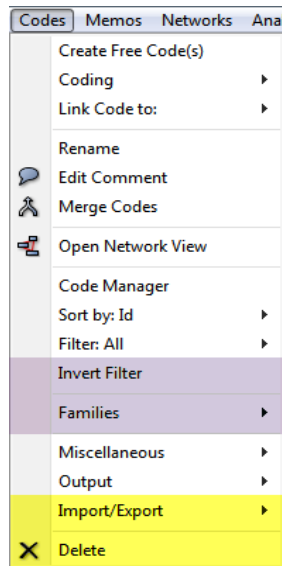 Codes Memos Networks Ana
Create Free Code(s)
Coding
Link Code to:
Rename
Edit Comment
Merge Codes
Open Network View
Code Manager
Sort by: Id
Filter: All
Invert Filter
Families
Miscellaneous
Output
Import/Export
Delete